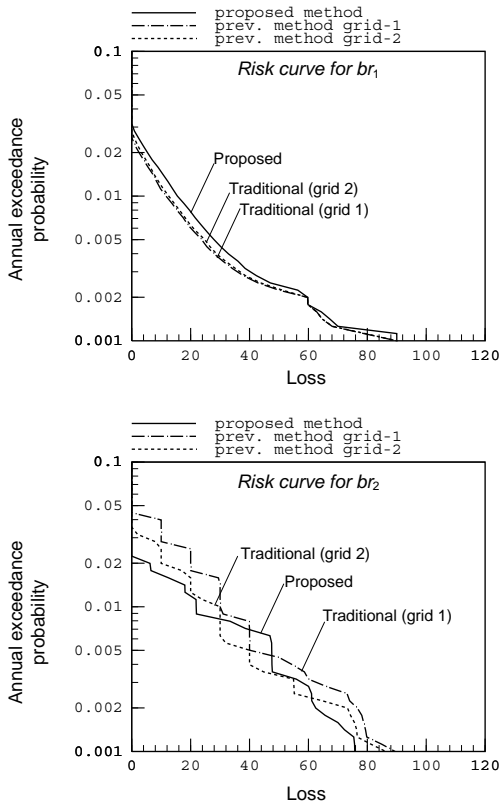 proposed method
prev. method grid-1
prev. method grid-2
0.1
Risk curve for br1
0.05
0.02
Proposed
0.01
Traditional (grid 2)
Traditional (grid 1)
0.005
0.002
0.001
Annual exceedance
probability
0 20 40 60 80 100 120
Loss
proposed method
prev. method grid-1
prev. method grid-2
0.1
Risk curve for br2
0.05
Traditional (grid 2)
0.02
Proposed
0.01
Traditional (grid 1)
0.005
0.002
0.001
Annual exceedance
probability
0 20 40 60 80 100 120
Loss